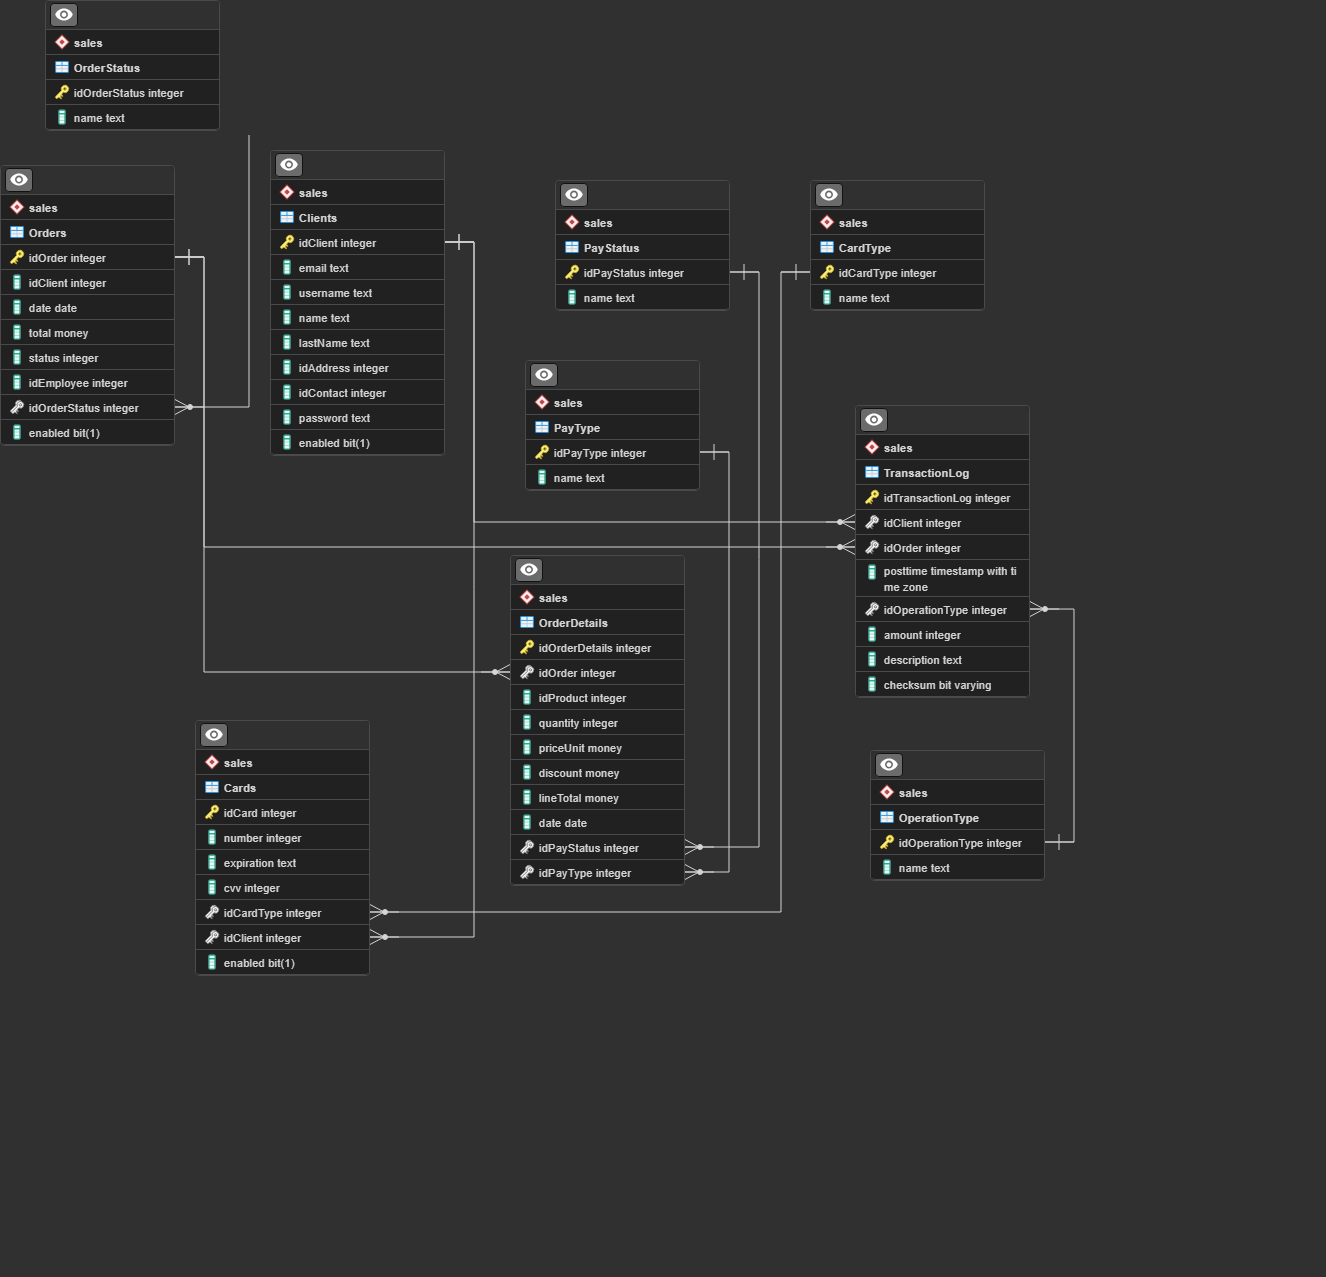 sales
OrderStatus
idOrderStatus integer
name text
sales
Orders
idOrder integer
idClient integer
date date
total money
status integer
idEmployee integer
idOrderStatus integer
enabled bit(1)
sales
Clients
idClient integer
email text
username text
name text
lastName text
idAddress integer
idContact integer
password text
enabled bit(1)
sales
PayStatus
idPayStatus integer
name text
sales
CardType
idCardType integer
name text
sales
PayType
idPayType integer
name text
sales
TransactionLog
idTransactionLog integer
idClient integer
idOrder integer
posttime timestamp with ti
me zone
idOperationType integer
amount integer
description text
checksum bit varying
sales
OrderDetails
idOrderDetails integer
idOrder integer
idProduct integer
quantity integer
priceUnit money
discount money
lineTotal money
date date
idPayStatus integer
idPayType integer
sales
Cards
idCard integer
number integer
expiration text
cvv integer
idCardType integer
idClient integer
enabled bit(1)
sales
OperationType
idOperationType integer
name text